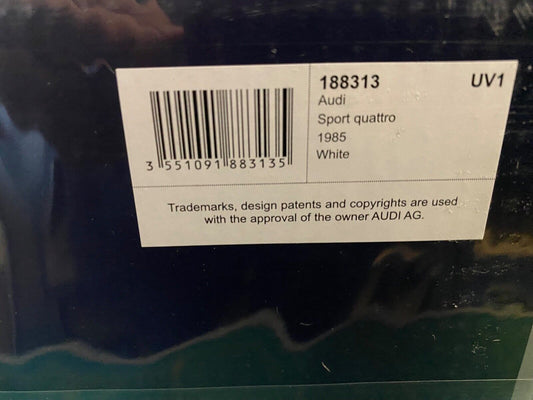 188313 UV1
Audi
Sport quattro
1985
White
3 551091 883135
Trademarks, design patents and copyrights are used
with the approval of the owner AUDI AG.